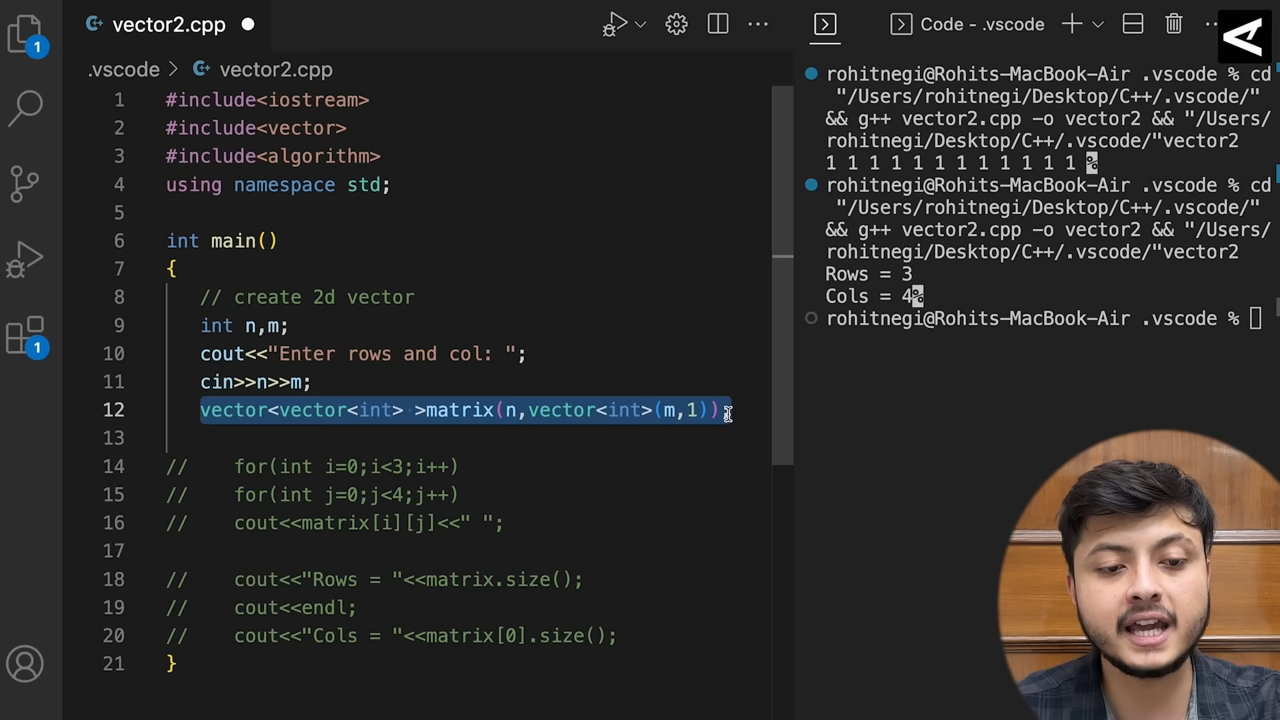 vector2.cpp
.vscode > vector2.cpp
1 #include<iostream>
2 #include<vector>
3 #include<algorithm>
4 using namespace std;
5
6 int main()
7 {
8 // create 2d vector
9 int n,m;
10 cout<<"Enter rows and col: ";
11 cin>>n>>m;
12 vector<vector<int> >matrix(n,vector<int>(m,1));
13
14 // for(int i=0;i<3;i++)
15 // for(int j=0;j<4;j++)
16 // cout<<matrix[i][j]<<" ";
17
18 // cout<<"Rows = "<<matrix.size();
19 // cout<<endl;
20 // cout<<"Cols = "<<matrix[0].size();
21 }
1
1
Code - .vscode
rohitnegi@Rohits-MacBook-Air .vscode % cd
"/Users/rohitnegi/Desktop/C++/.vscode/"
&& g++ vector2.cpp -o vector2 && "/Users/
rohitnegi/Desktop/C++/.vscode/"vector2
1 1 1 1 1 1 1 1 1 1 1 1 %
rohitnegi@Rohits-MacBook-Air .vscode % cd
"/Users/rohitnegi/Desktop/C++/.vscode/"
&& g++ vector2.cpp -o vector2 && "/Users/
rohitnegi/Desktop/C++/.vscode/"vector2
Rows = 3
Cols = 4%
rohitnegi@Rohits-MacBook-Air .vscode %